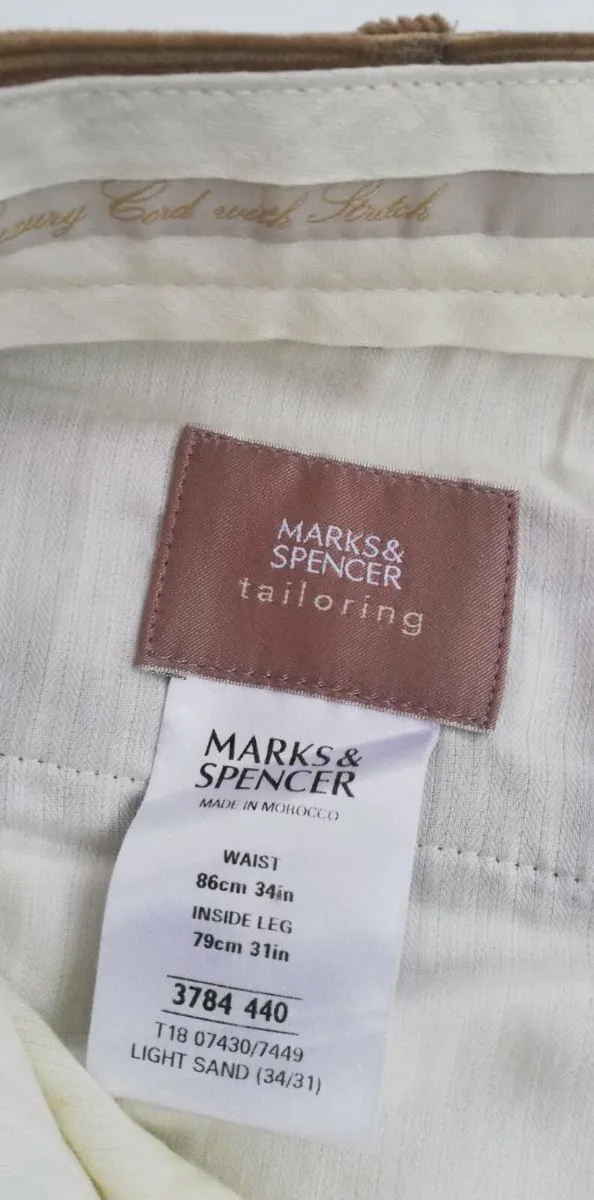 Luxury Cord with Stretch
MARKS&
SPENCER
tailoring
MARKS&
SPENCER
MADE IN MOROCCO
WAIST
86cm 34in
INSIDE LEG
79cm 31in
3784 440
T18 07430/7449
LIGHT SAND (34/31)